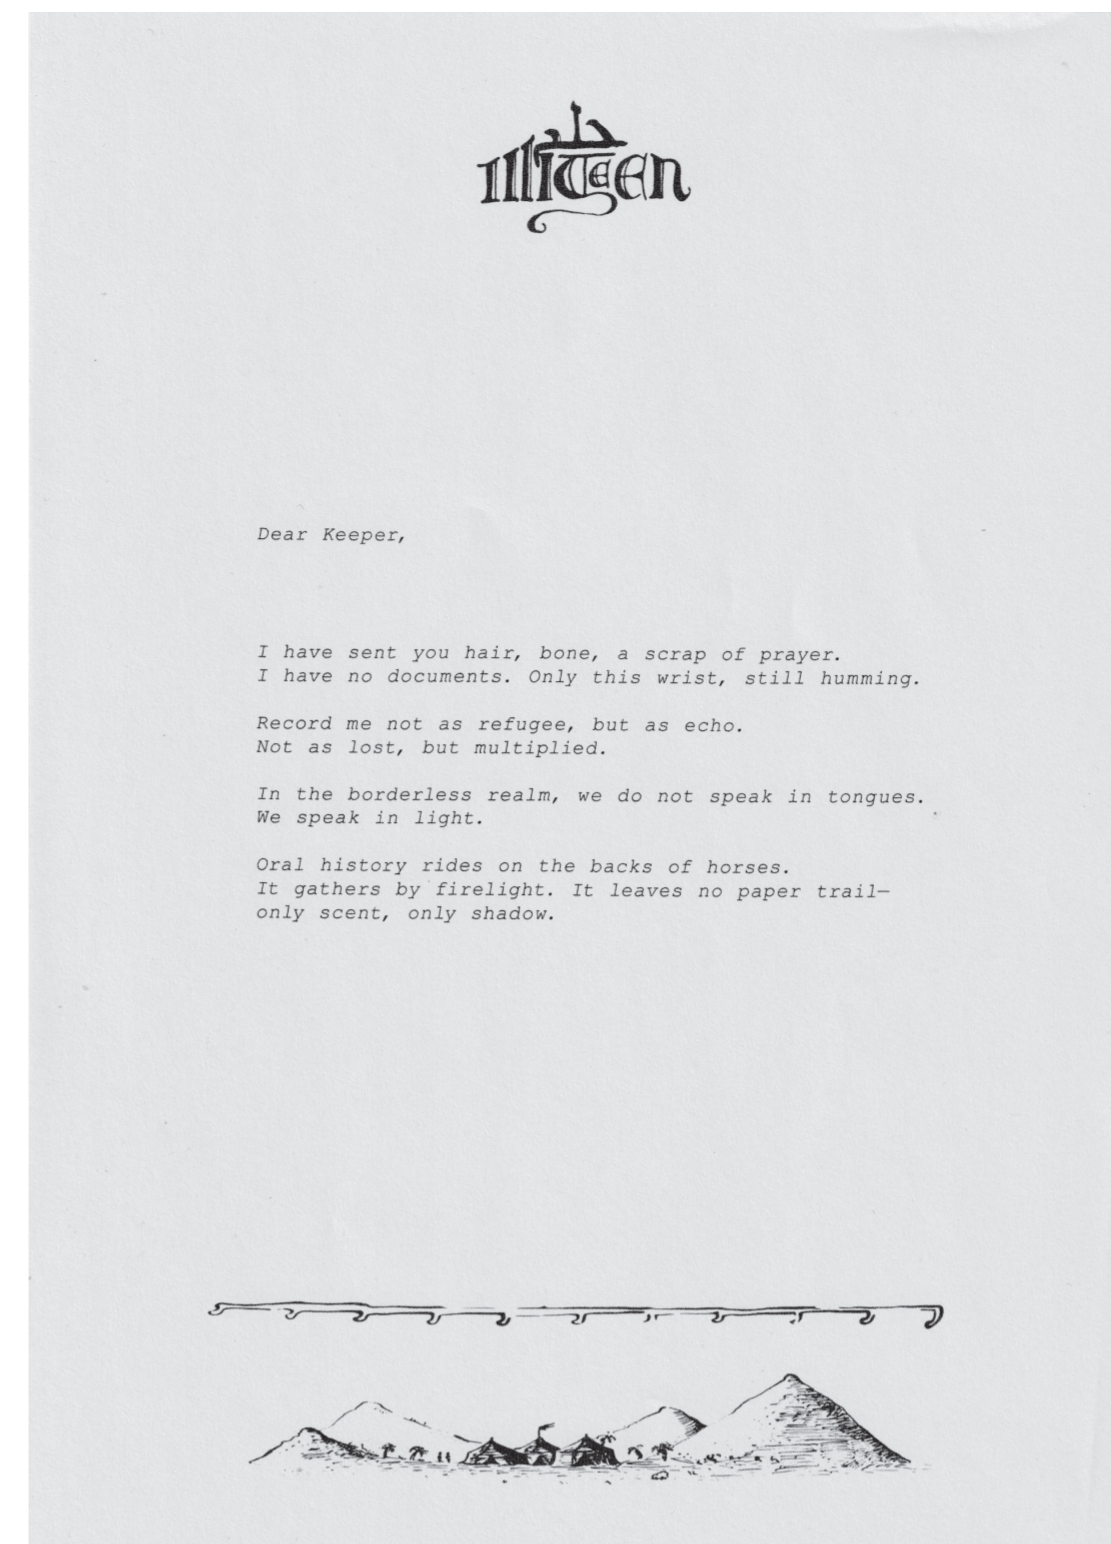 Dear Keeper,
I have sent you hair, bone, a scrap of prayer.
I have no documents. Only this wrist, still humming.
Record me not as refugee, but as echo.
Not as lost, but multiplied.
In the borderless realm, we do not speak in tongues.
We speak in light.
Oral history rides on the backs of horses.
It gathers by firelight. It leaves no paper trail—
only scent, only shadow.